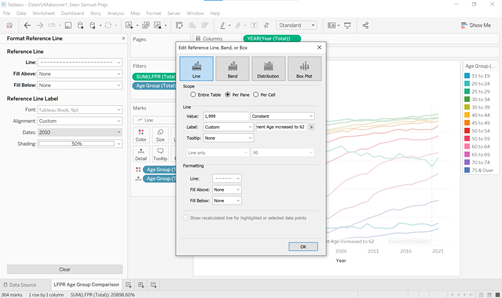 Tableau - DataVizMakeover1_Sean Samuel Prajs
File Data Worksheet Dashboard Story Analysis Map Format Server Window Help
Standard
Show Me
Format Reference Line
Reference Line
Line:
Fill Above: None
Fill Below: None
Reference Line Label
Font: Tableau Book, 9pt
Alignment: Custom
Dates: 2010
Shading: 50%
Clear
Pages
Filters
SUM(LFPR (Total))
Age Group (Total)
Marks
Line
Color
Size
Detail
Tooltip
Age Group (T
Age Group (T
Columns
YEAR(Year (Total))
Edit Reference Line, Band, or Box
Line
Band
Distribution
Box Plot
Scope
Entire Table
Per Pane
Per Cell
Line
Value: 1,999 Constant
Label: Custom ment Age increased to 62
Tooltip: None
Line only 95
Formatting
Line:
Fill Above: None
Fill Below: None
Show recalculated line for highlighted or selected data points
OK
Age Group (
15 to 19
20 to 24
25 to 29
30 to 34
35 to 39
40 to 44
45 to 49
50 to 54
55 to 59
60 to 64
65 to 69
70 to 74
75 & Over
ent Age increased to 62
2006
2011
2016
2021
Year
Data Source
LFPR Age Group Comparison
364 marks 1 row by 1 column SUM(LFPR (Total)): 20898.60%